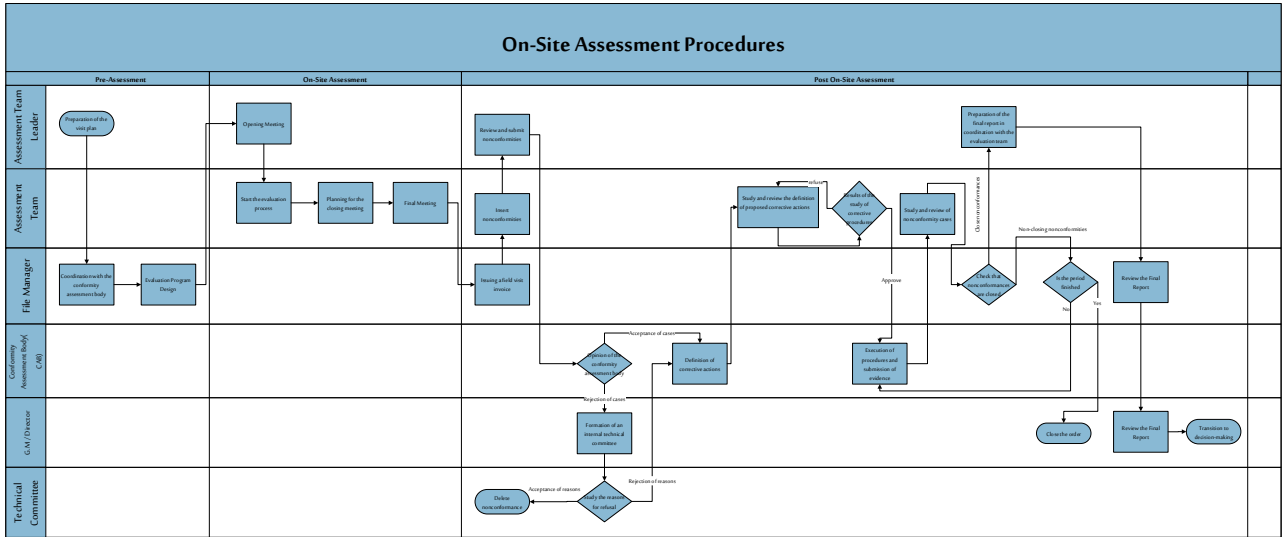 On-Site Assessment Procedures
Pre-Assessment
On-Site Assessment
Post On-Site Assessment
Assessment Team
Leader
Preparation of the
visit plan
Opening Meeting
Review and submit
nonconformities
Preparation of the
final report in
coordination with the
evaluation team
Assessment
Team
Start the evaluation
process
Planning for the
closing meeting
Final Meeting
Insert
nonconformities
Study and review the definition
of proposed corrective actions
refuse
Results of the
study of
corrective
procedures
Study and review of
nonconformity cases
Closed nonconformances
Non-closing nonconformities
File Manager
Coordination with the
conformity
assessment body
Evaluation Program
Design
Issuing a field visit
invoice
Approve
Check that
nonconformances
are closed
Is the period
finished
No
Yes
Review the Final
Report
Conformity
Assessment Body(
CAB)
Opinion of the
conformity
assessment body
Acceptance of cases
Definition of
corrective actions
Execution of
procedures and
submission of
evidence
Rejection of cases
G.M / Director
Formation of an
internal technical
committee
Close the order
Review the Final
Report
Transition to
decision-making
Technical
Committee
Delete
nonconformance
Acceptance of reasons
Study the reasons
for refusal
Rejection of reasons